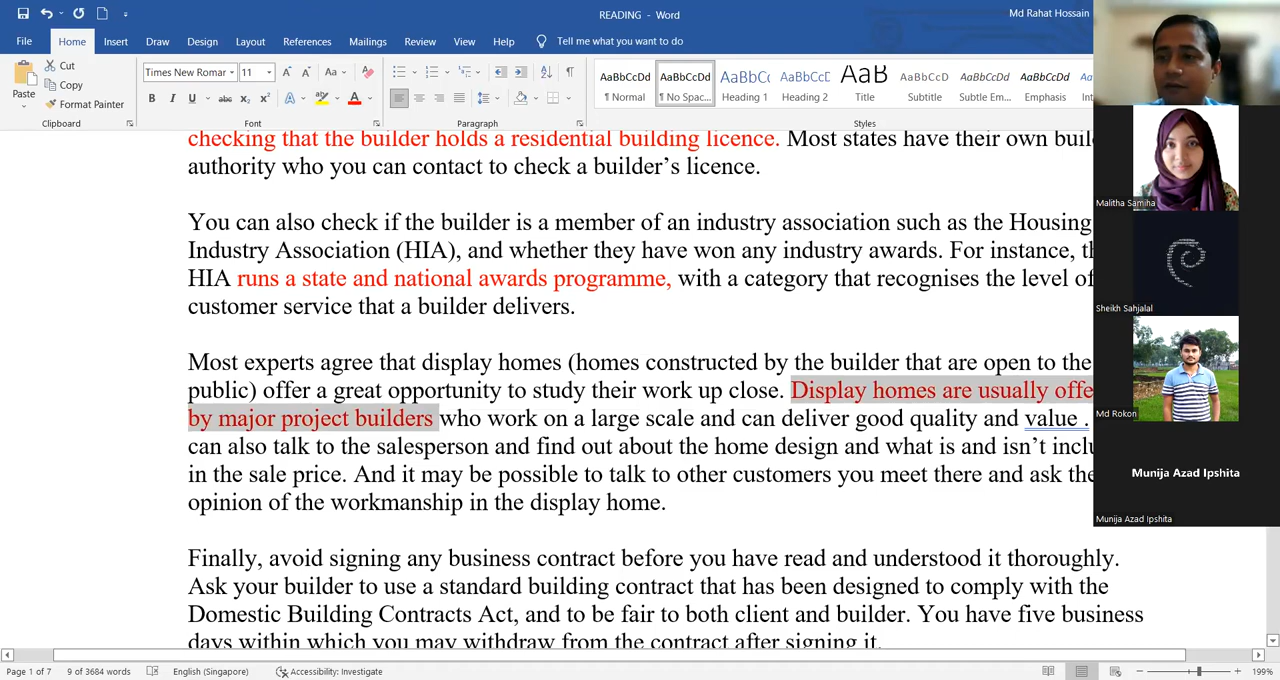 READING - Word
Md Rahat Hossain
File Home Insert Draw Design Layout References Mailings Review View Help Tell me what you want to do
Paste
Cut
Copy
Format Painter
Times New Romar 11
Aa
B I U abc x₂ x² A A
AaBbCcDd AaBbCcDd AaBbCc AaBbCcD AaB AaBbCcDd AaBbCcDd AaBbCcDd AaB
¶ Normal ¶ No Spac... Heading 1 Heading 2 Title Subtitle Subtle Em... Emphasis Int
Clipboard Font Paragraph Styles
checking that the builder holds a residential building licence. Most states have their own buil
authority who you can contact to check a builder’s licence.
You can also check if the builder is a member of an industry association such as the Housing
Industry Association (HIA), and whether they have won any industry awards. For instance, th
HIA runs a state and national awards programme, with a category that recognises the level of
customer service that a builder delivers.
Most experts agree that display homes (homes constructed by the builder that are open to the
public) offer a great opportunity to study their work up close. Display homes are usually offe
by major project builders who work on a large scale and can deliver good quality and value .
can also talk to the salesperson and find out about the home design and what is and isn’t inclu
in the sale price. And it may be possible to talk to other customers you meet there and ask the
opinion of the workmanship in the display home.
Finally, avoid signing any business contract before you have read and understood it thoroughly.
Ask your builder to use a standard building contract that has been designed to comply with the
Domestic Building Contracts Act, and to be fair to both client and builder. You have five business
days within which you may withdraw from the contract after signing it.
Malitha Samiha
Sheikh Sahjalal
Md Rokon
Munija Azad Ipshita
Munija Azad Ipshita
Page 1 of 7 9 of 3684 words English (Singapore) Accessibility: Investigate 199%